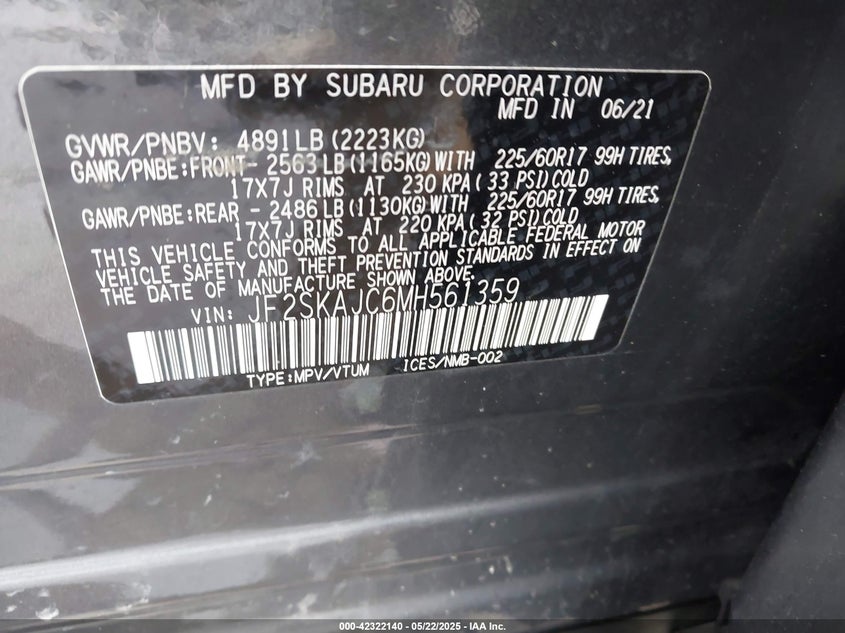 MFD BY SUBARU CORPORATION
MFD IN 06/21
GVWR/PNBV: 4891LB (2223KG)
GAWR/PNBE:FRONT- 2563 LB (1165KG) WITH 225/60R17 99H TIRES,
17X7J RIMS AT 230 KPA ( 33 PSI) COLD
GAWR/PNBE:REAR - 2486 LB (1130KG) WITH 225/60R17 99H TIRES,
17X7J RIMS AT 220 KPA ( 32 PSI) COLD
THIS VEHICLE CONFORMS TO ALL APPLICABLE FEDERAL MOTOR
VEHICLE SAFETY AND THEFT PREVENTION STANDARDS IN EFFECT ON
THE DATE OF MANUFACTURE SHOWN ABOVE.
VIN: JF2SKAJC6MH561359
TYPE:MPV/VTUM ICES/NMB-002
000-42322140 - 05/22/2025 - IAA Inc.